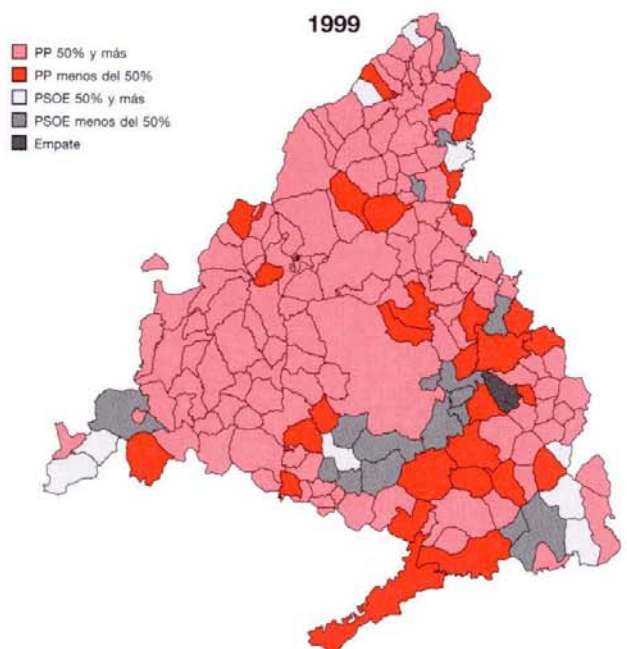 1999
PP 50% y más
PP menos del 50%
PSOE 50% y más
PSOE menos del 50%
Empate